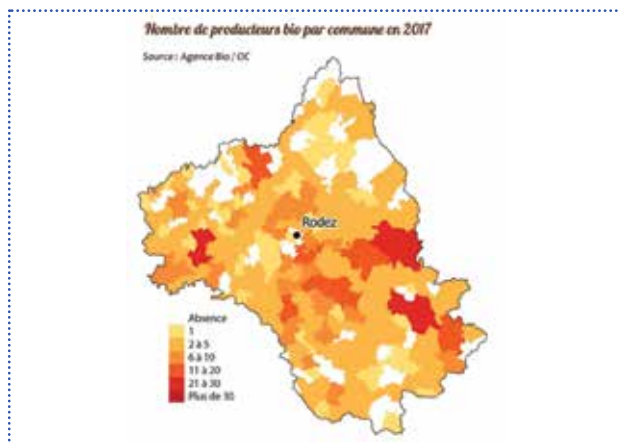 Nombre de producteurs bio par commune en 2017
Source : Agence Bio / OC
Rodez
Absence
1
2 à 5
6 à 10
11 à 20
21 à 30
Plus de 30